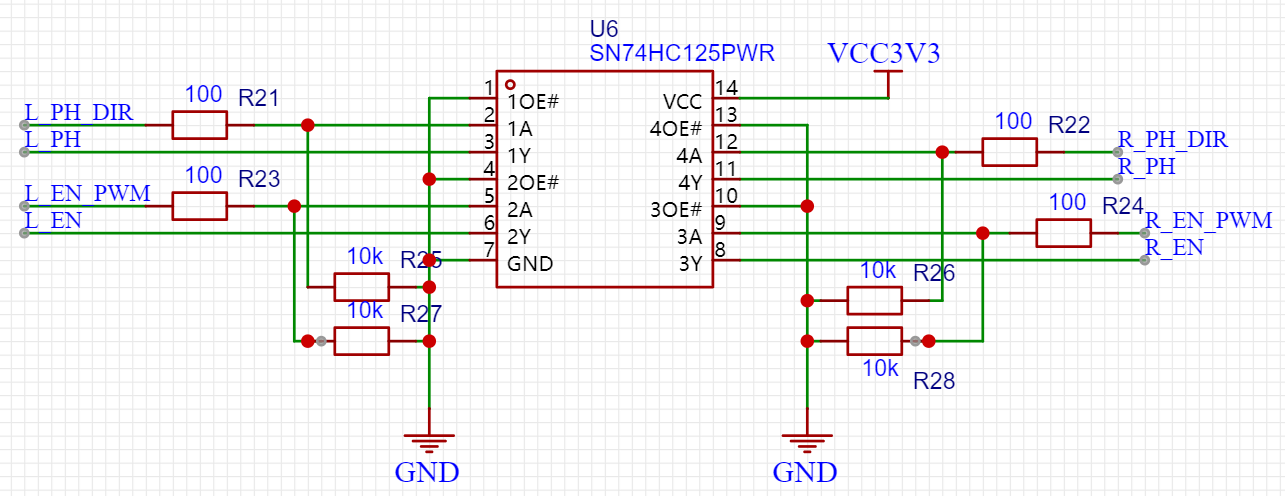 U6
SN74HC125PWR
VCC3V3
L_PH_DIR
100
R21
L_PH
L_EN_PWM
100
R23
L_EN
10k
R25
10k
R27
1
1OE#
2
1A
3
1Y
4
2OE#
5
2A
6
2Y
7
GND
14
VCC
13
4OE#
12
4A
11
4Y
10
3OE#
9
3A
8
3Y
100
R22
R_PH_DIR
R_PH
100
R24
R_EN_PWM
R_EN
10k
R26
10k
R28
GND
GND